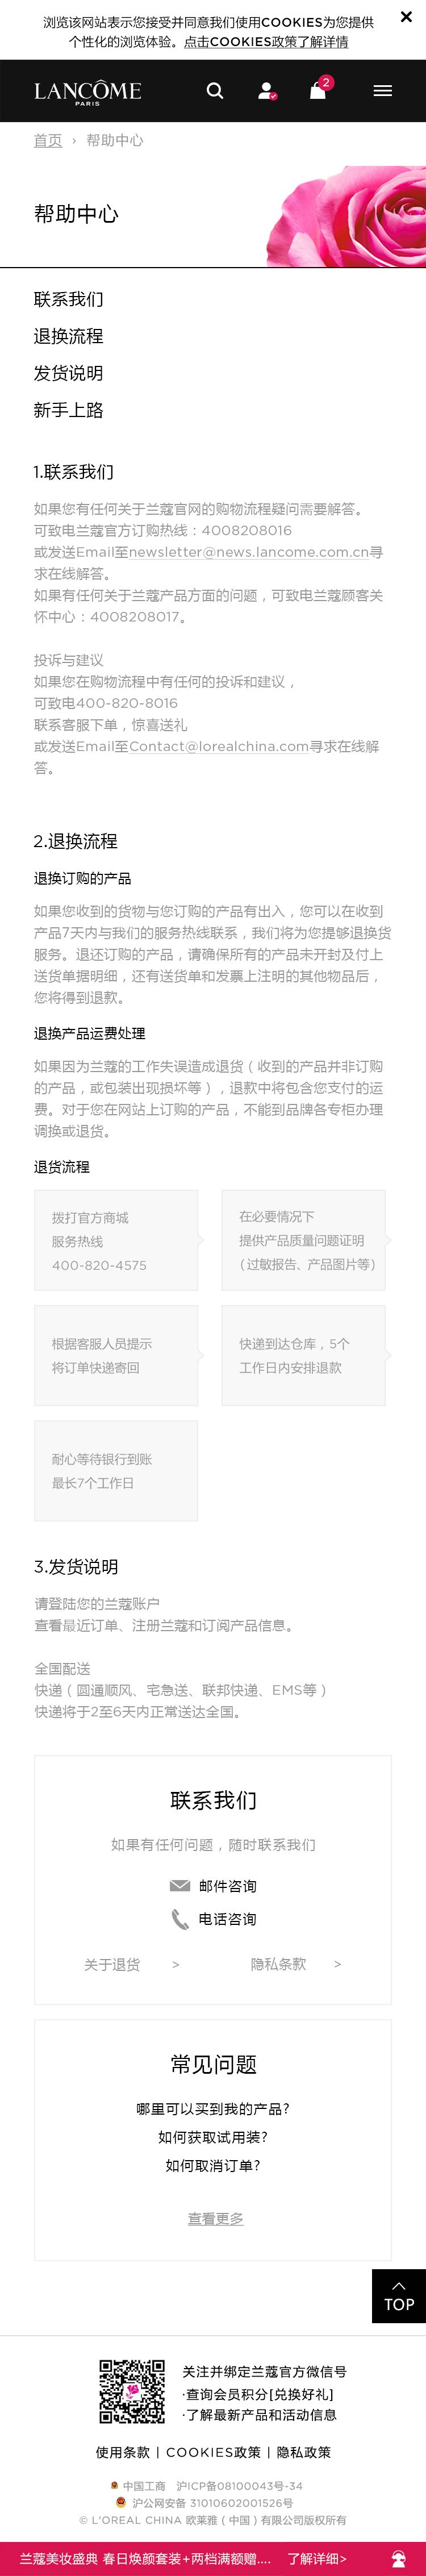 浏览该网站表示您接受并同意我们使用COOKIES为您提供
个性化的浏览体验。点击COOKIES政策了解详情
LANCÔME
PARIS
2
首页 › 帮助中心
帮助中心
联系我们
退换流程
发货说明
新手上路
1.联系我们
如果您有任何关于兰蔻官网的购物流程疑问需要解答。
可致电兰蔻官方订购热线：4008208016
或发送Email至newsletter@news.lancome.com.cn寻
求在线解答。
如果有任何关于兰蔻产品方面的问题，可致电兰蔻顾客关
怀中心：4008208017。
投诉与建议
如果您在购物流程中有任何的投诉和建议，
可致电400-820-8016
联系客服下单，惊喜送礼
或发送Email至Contact@lorealchina.com寻求在线解
答。
2.退换流程
退换订购的产品
如果您收到的货物与您订购的产品有出入，您可以在收到
产品7天内与我们的服务热线联系，我们将为您提够退换货
服务。退还订购的产品，请确保所有的产品未开封及付上
送货单据明细，还有送货单和发票上注明的其他物品后，
您将得到退款。
退换产品运费处理
如果因为兰蔻的工作失误造成退货（收到的产品并非订购
的产品，或包装出现损坏等），退款中将包含您支付的运
费。对于您在网站上订购的产品，不能到品牌各专柜办理
调换或退货。
退货流程
拨打官方商城
服务热线
400-820-4575
在必要情况下
提供产品质量问题证明
（过敏报告、产品图片等）
根据客服人员提示
将订单快递寄回
快递到达仓库，5个
工作日内安排退款
耐心等待银行到账
最长7个工作日
3.发货说明
请登陆您的兰蔻账户
查看最近订单、注册兰蔻和订阅产品信息。
全国配送
快递（圆通顺风、宅急送、联邦快递、EMS等）
快递将于2至6天内正常送达全国。
联系我们
如果有任何问题，随时联系我们
邮件咨询
电话咨询
关于退货 > 隐私条款 >
常见问题
哪里可以买到我的产品?
如何获取试用装?
如何取消订单?
查看更多
TOP
关注并绑定兰蔻官方微信号
·查询会员积分[兑换好礼]
·了解最新产品和活动信息
使用条款 | COOKIES政策 | 隐私政策
中国工商 沪ICP备08100043号-34
沪公网安备 31010602001526号
© L'OREAL CHINA 欧莱雅（中国）有限公司版权所有
兰蔻美妆盛典 春日焕颜套装+两档满额赠.... 了解详细>